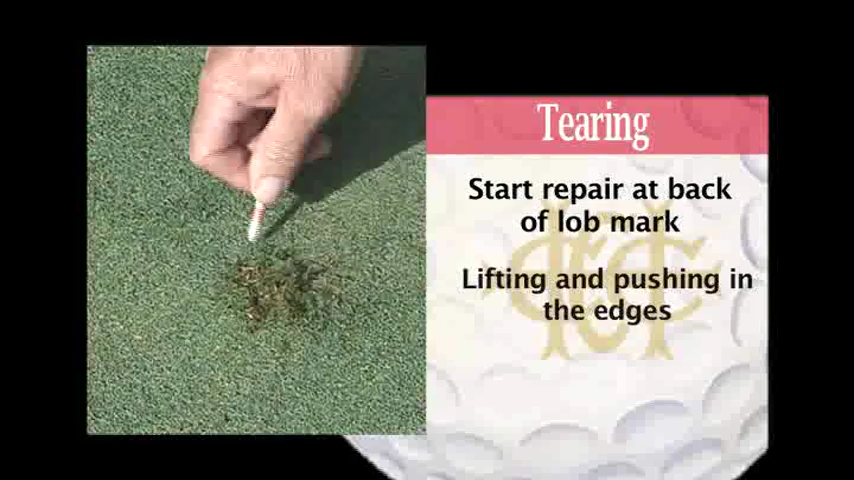 Tearing
Start repair at back
of lob mark
Lifting and pushing in
the edges